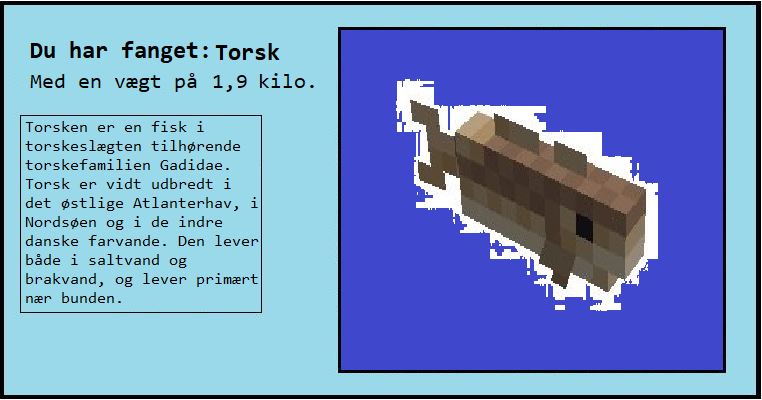 Du har fanget: Torsk
Med en vægt på 1,9 kilo.
Torsken er en fisk i
torskeslægten tilhørende
torskefamilien Gadidae.
Torsk er vidt udbredt i
det østlige Atlanterhav, i
Nordsøen og i de indre
danske farvande. Den lever
både i saltvand og
brakvand, og lever primært
nær bunden.